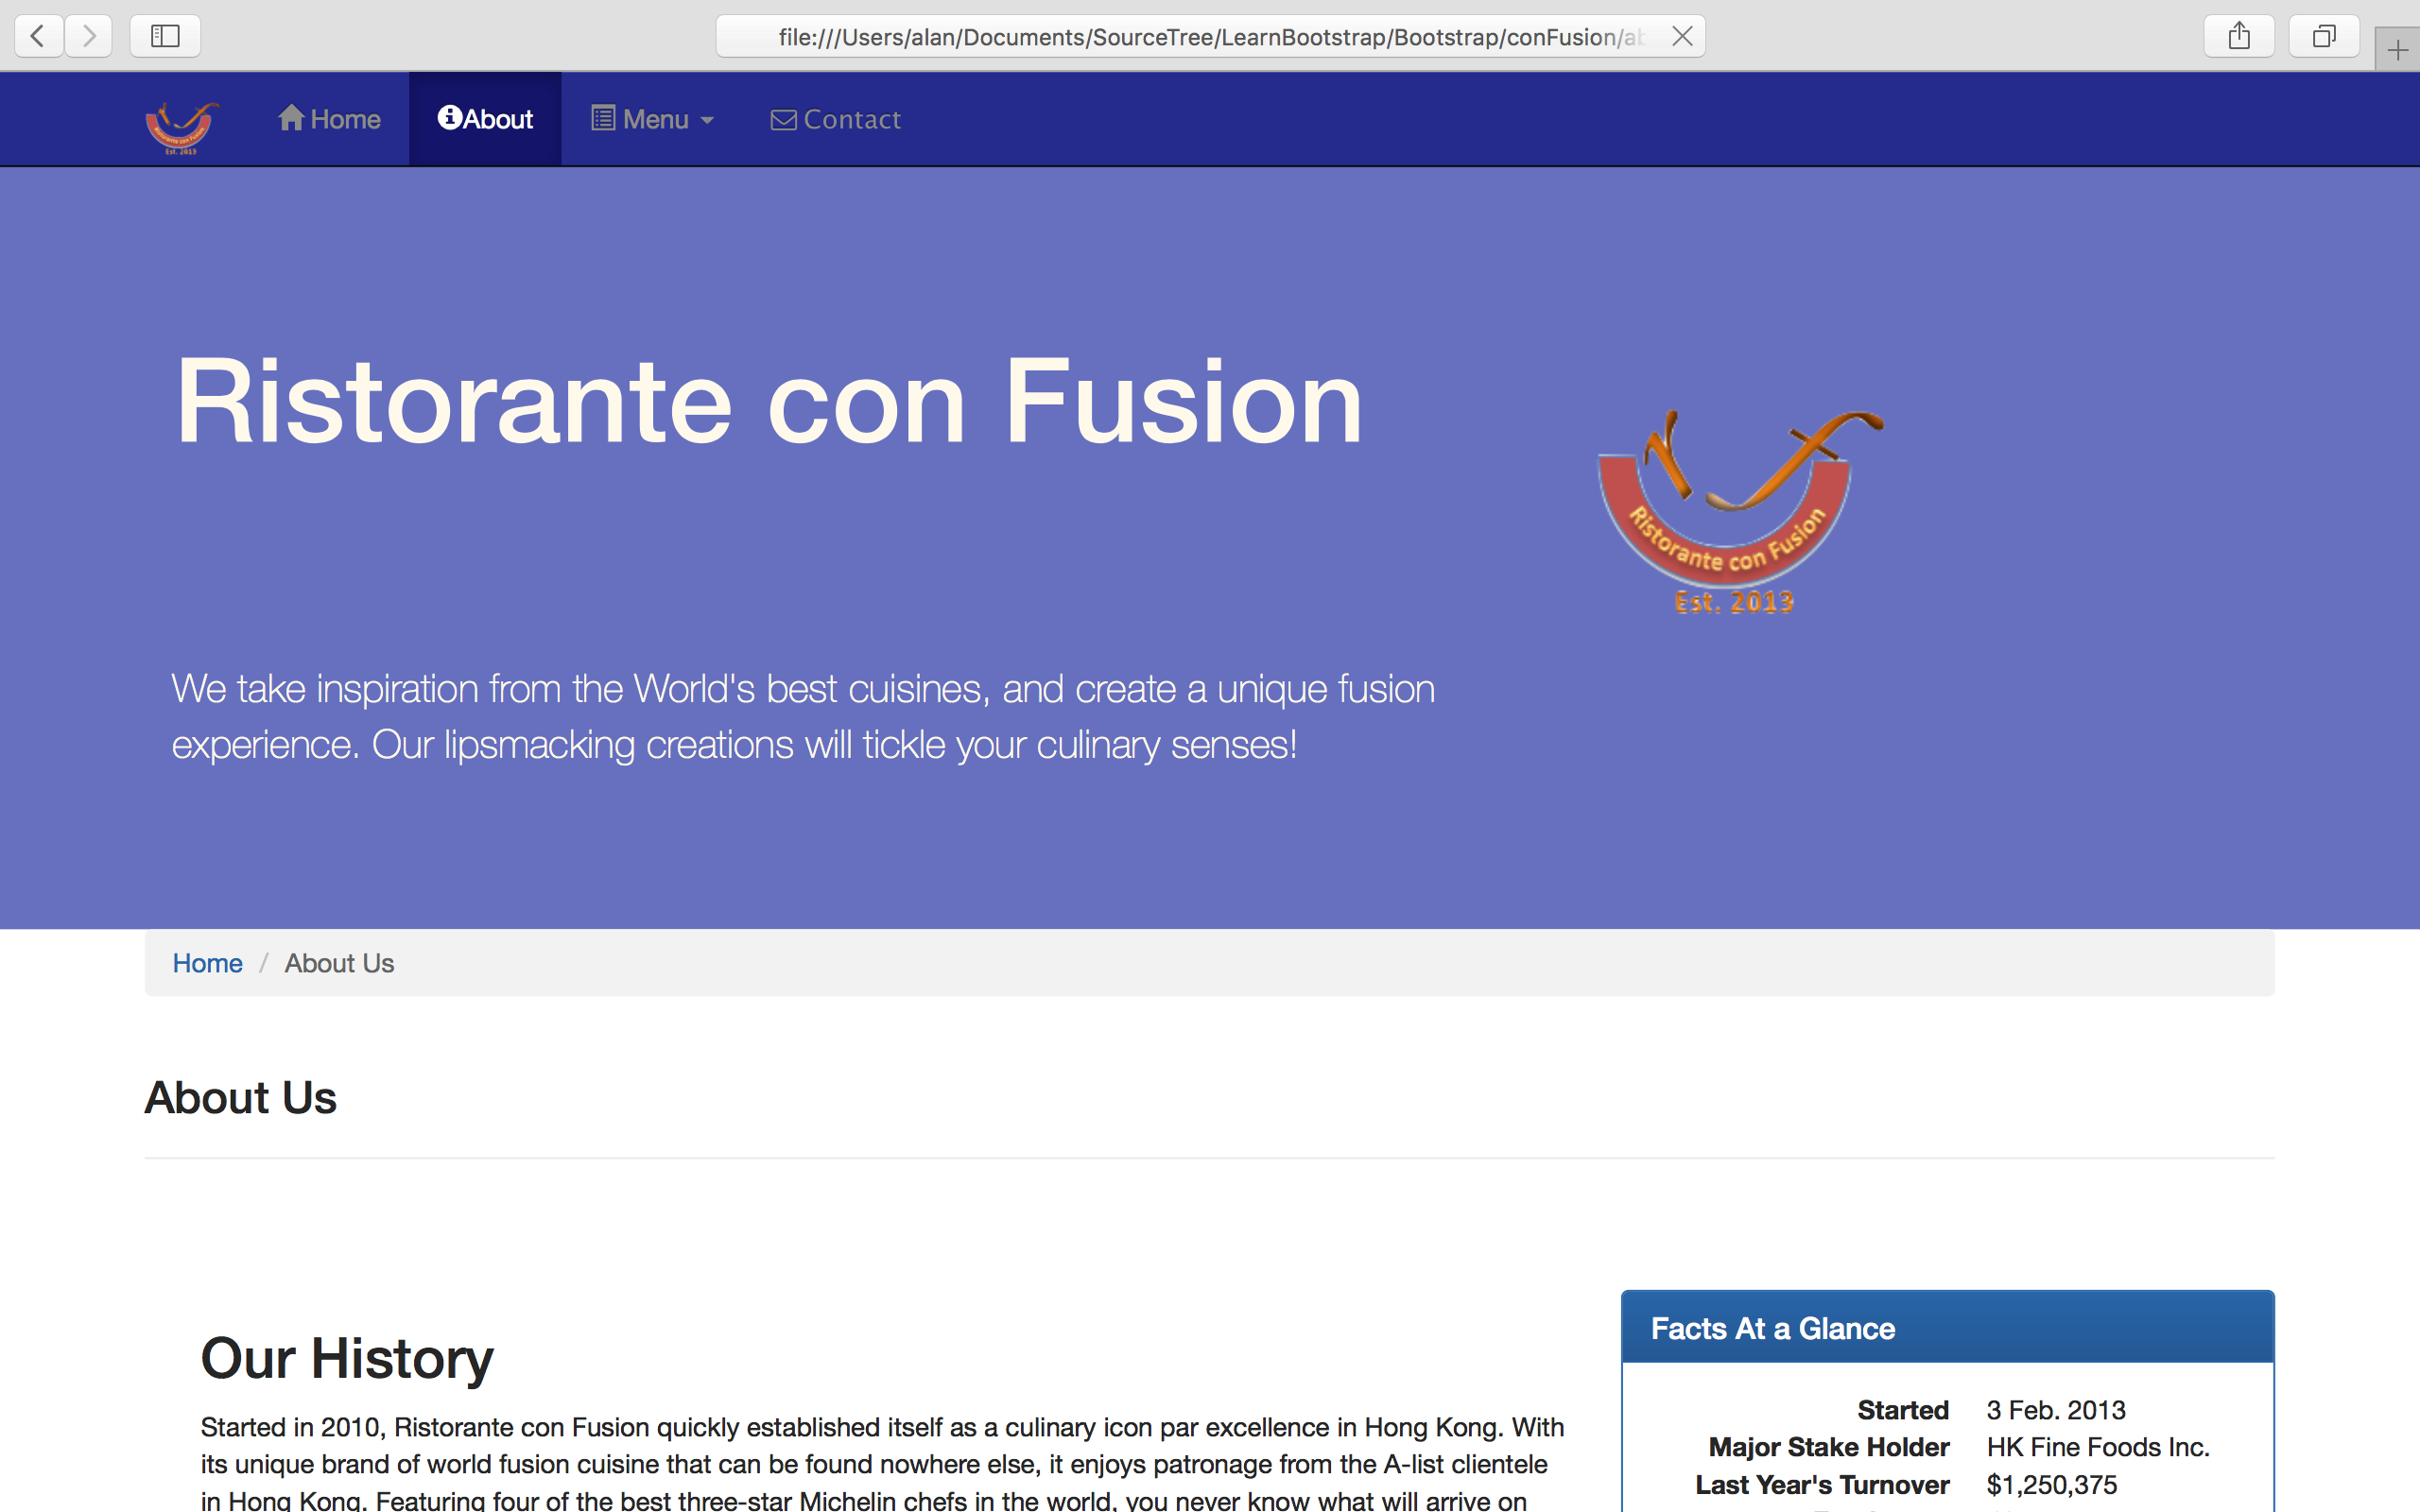 file:///Users/alan/Documents/SourceTree/LearnBootstrap/Bootstrap/conFusion/ab
Ristorante con Fusion
Est. 2013
Home
About
Menu
Contact
Ristorante con Fusion
Ristorante con Fusion
Est. 2013
We take inspiration from the World's best cuisines, and create a unique fusion
experience. Our lipsmacking creations will tickle your culinary senses!
Home / About Us
About Us
Our History
Started in 2010, Ristorante con Fusion quickly established itself as a culinary icon par excellence in Hong Kong. With
its unique brand of world fusion cuisine that can be found nowhere else, it enjoys patronage from the A-list clientele
in Hong Kong. Featuring four of the best three-star Michelin chefs in the world, you never know what will arrive on
Facts At a Glance
Started 3 Feb. 2013
Major Stake Holder HK Fine Foods Inc.
Last Year's Turnover $1,250,375